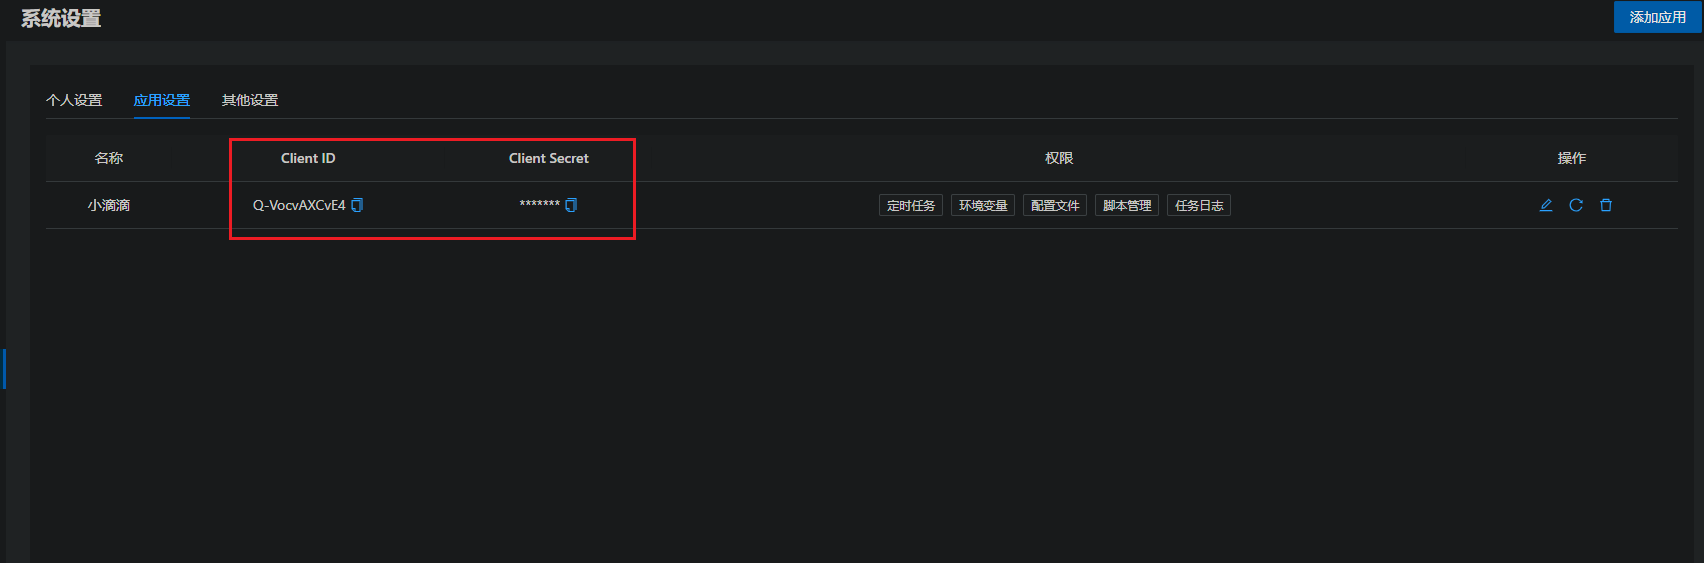 系统设置 添加应用
个人设置 应用设置 其他设置
名称 Client ID Client Secret 权限 操作
小滴滴 Q-VocvAXCvE4 ******* 定时任务 环境变量 配置文件 脚本管理 任务日志